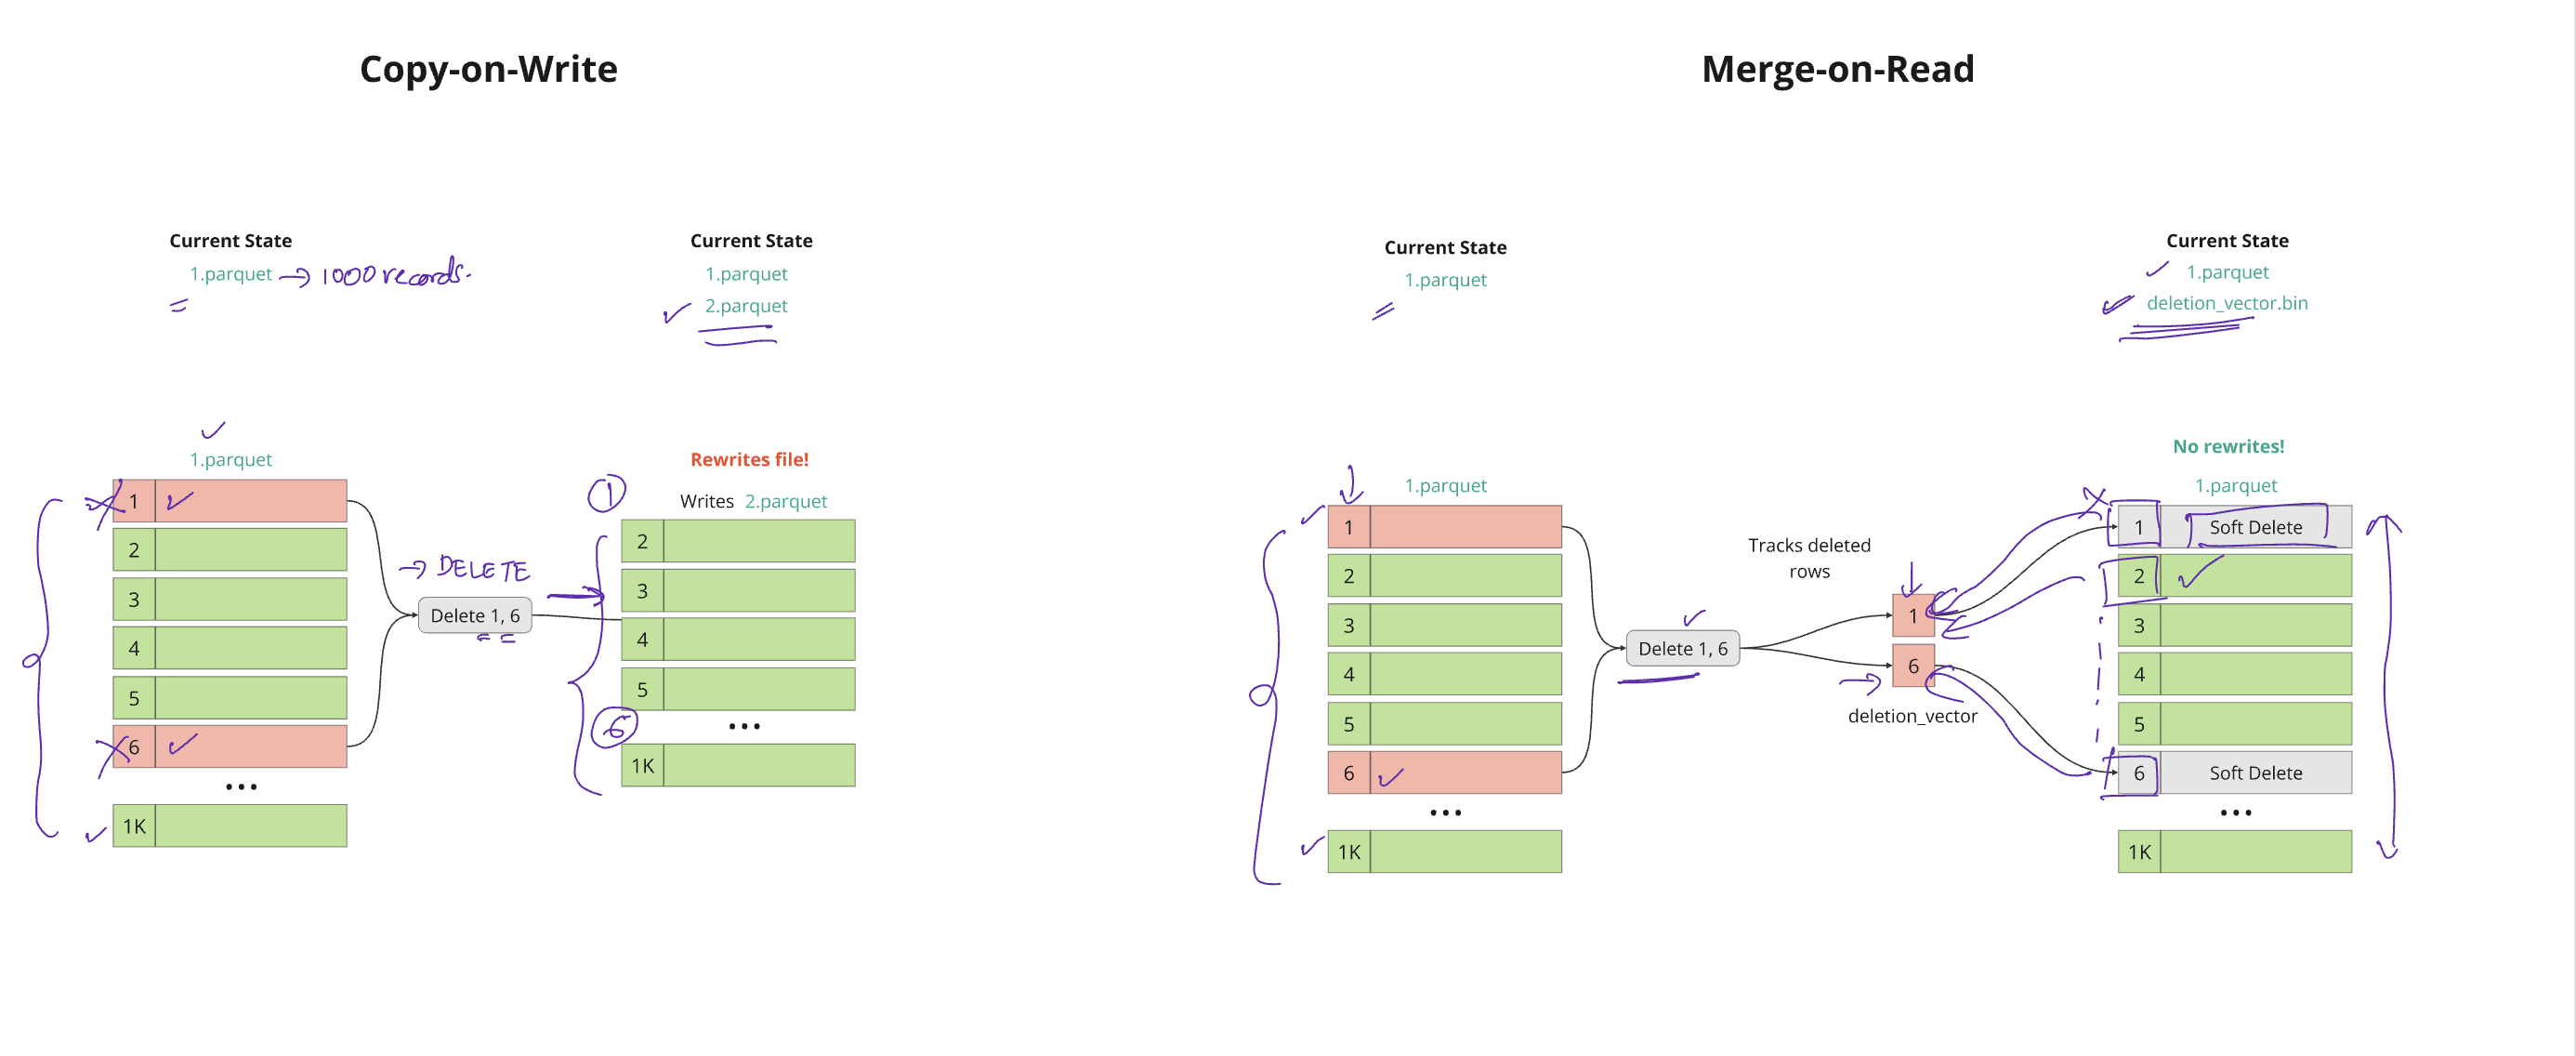 Copy-on-Write
Current State
1.parquet → 1000 records.
Current State
1.parquet
2.parquet
1.parquet
1
2
3
4
5
6
...
1K
→ DELETE
Delete 1, 6
Rewrites file!
Writes 2.parquet
1
2
3
4
5
6
...
1K
Merge-on-Read
Current State
1.parquet
Current State
1.parquet
deletion_vector.bin
1.parquet
1
2
3
4
5
6
...
1K
Delete 1, 6
Tracks deleted
rows
1
6
deletion_vector
No rewrites!
1.parquet
1 Soft Delete
2
3
4
5
6 Soft Delete
...
1K